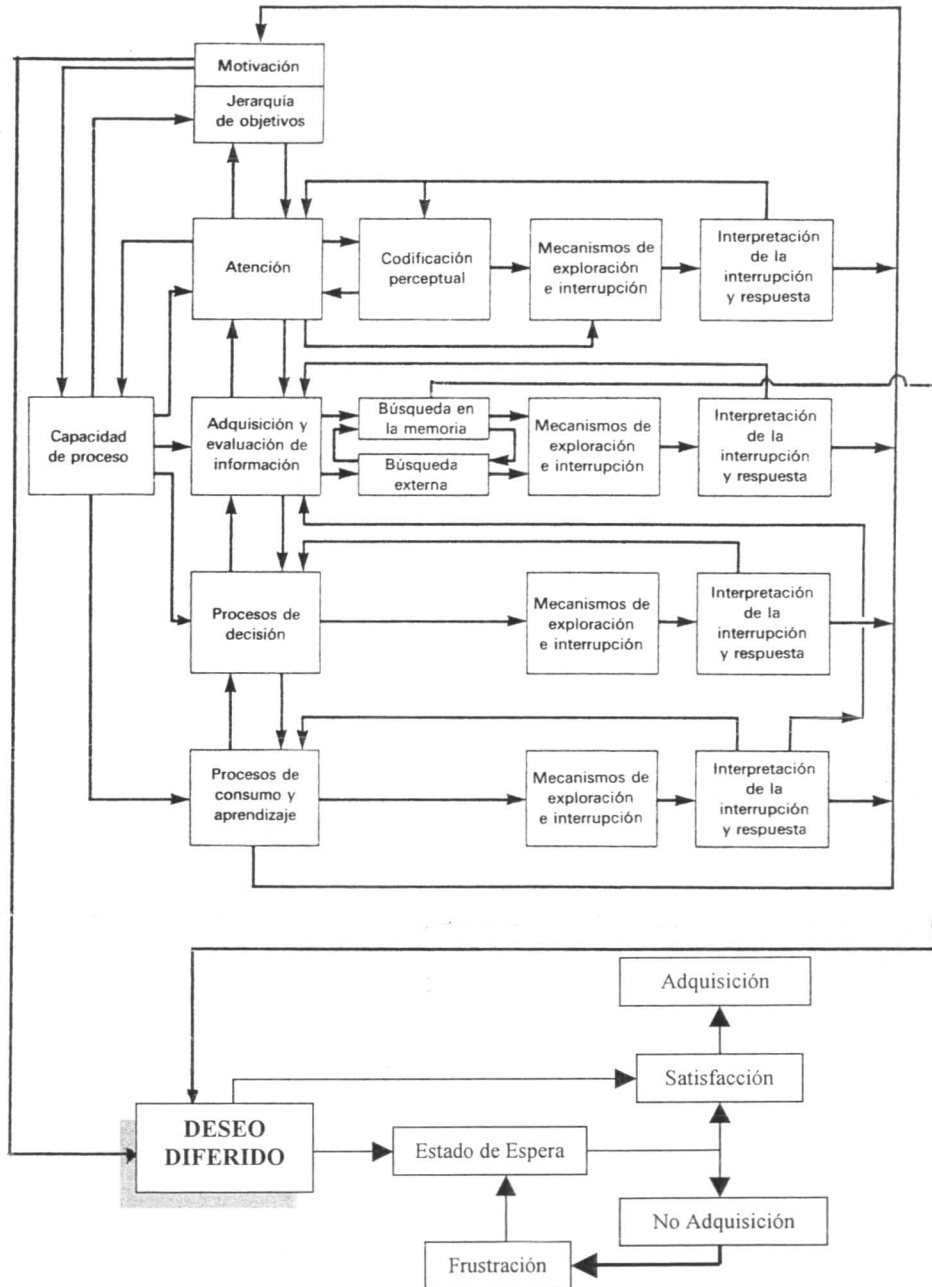 Motivación
Jerarquía
de objetivos
Atención
Codificación
perceptual
Mecanismos de
exploración
e interrupción
Interpretación
de la
interrupción
y respuesta
Capacidad
de proceso
Adquisición y
evaluación de
información
Búsqueda en
la memoria
Búsqueda
externa
Mecanismos de
exploración
e interrupción
Interpretación
de la
interrupción
y respuesta
Procesos de
decisión
Mecanismos de
exploración
e interrupción
Interpretación
de la
interrupción
y respuesta
Procesos de
consumo y
aprendizaje
Mecanismos de
exploración
e interrupción
Interpretación
de la
interrupción
y respuesta
Adquisición
Satisfacción
DESEO
DIFERIDO
Estado de Espera
No Adquisición
Frustración